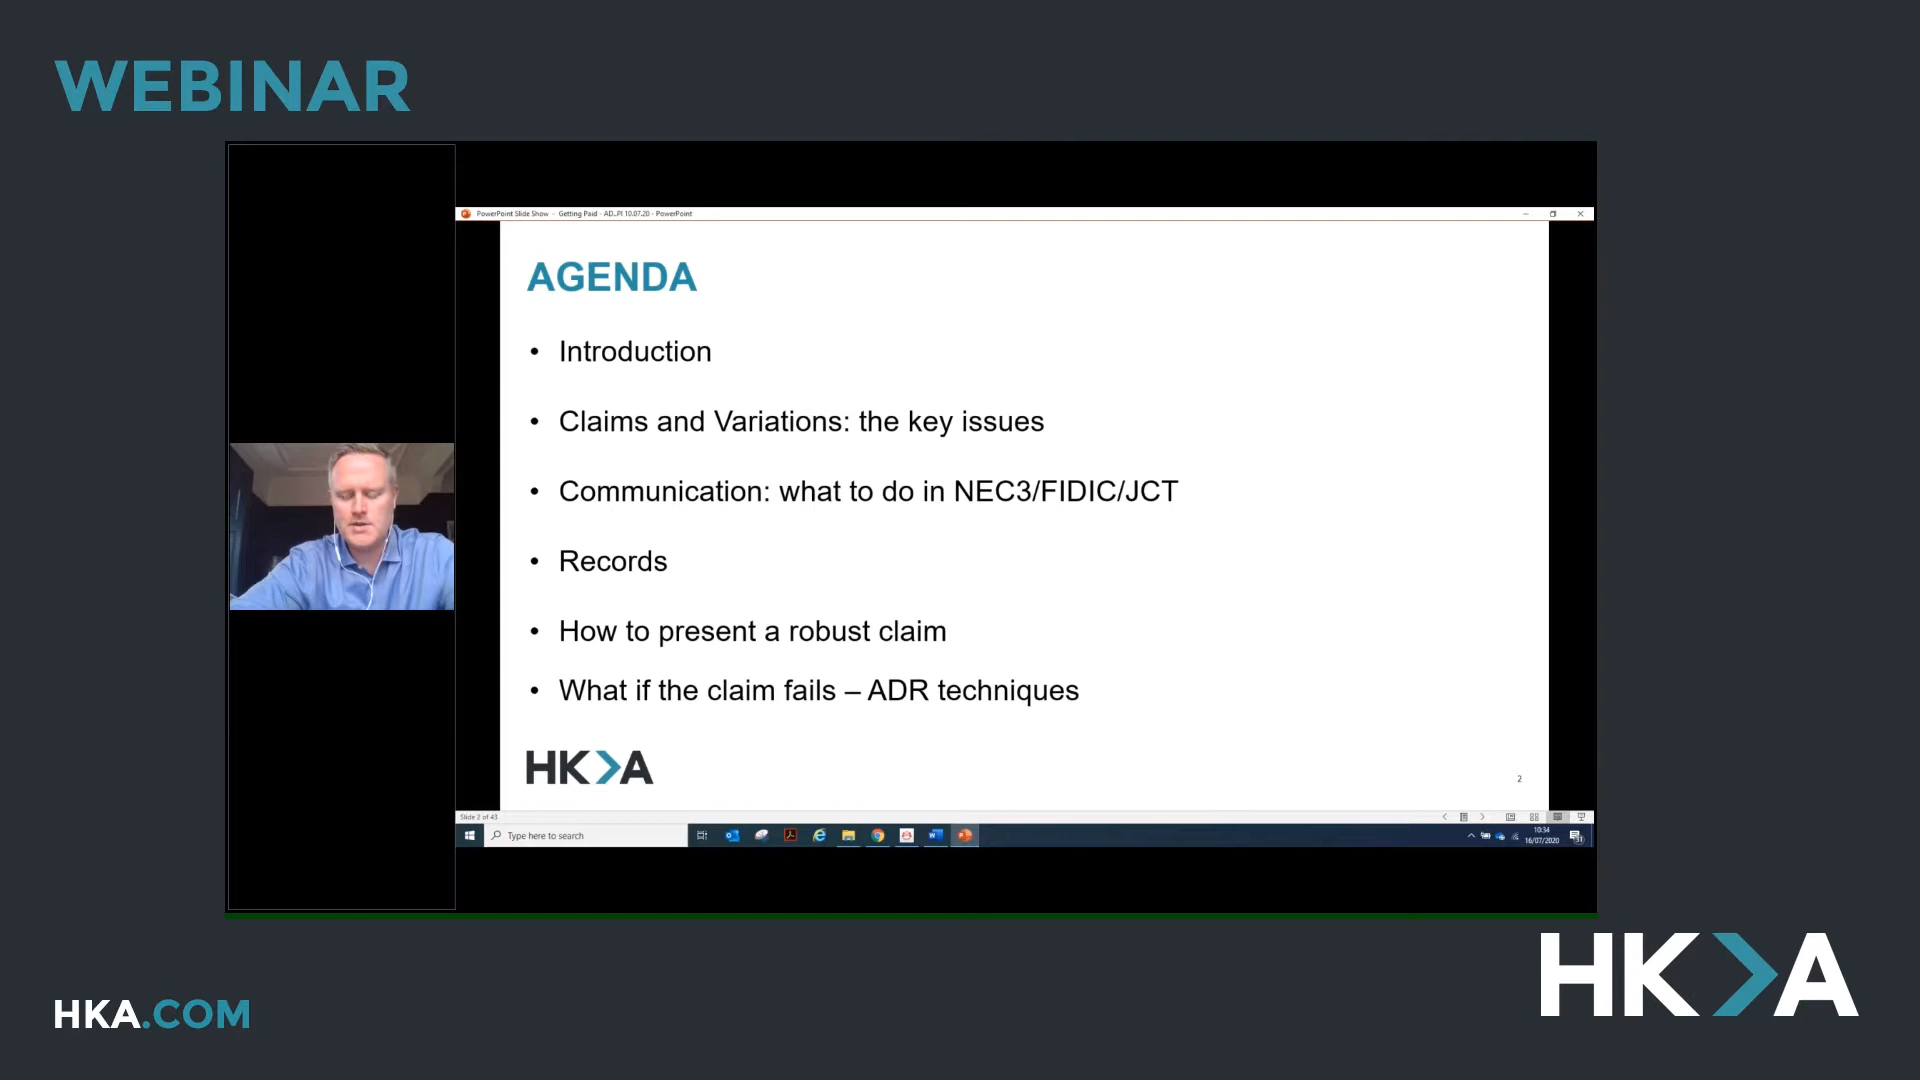 WEBINAR
PowerPoint Slide Show - Getting Paid - AD_PI 10.07.20 - PowerPoint
AGENDA
• Introduction
• Claims and Variations: the key issues
• Communication: what to do in NEC3/FIDIC/JCT
• Records
• How to present a robust claim
• What if the claim fails – ADR techniques
HK>A
2
Slide 2 of 43
Type here to search
10:34
16/07/2020
HKA.COM
HK>A